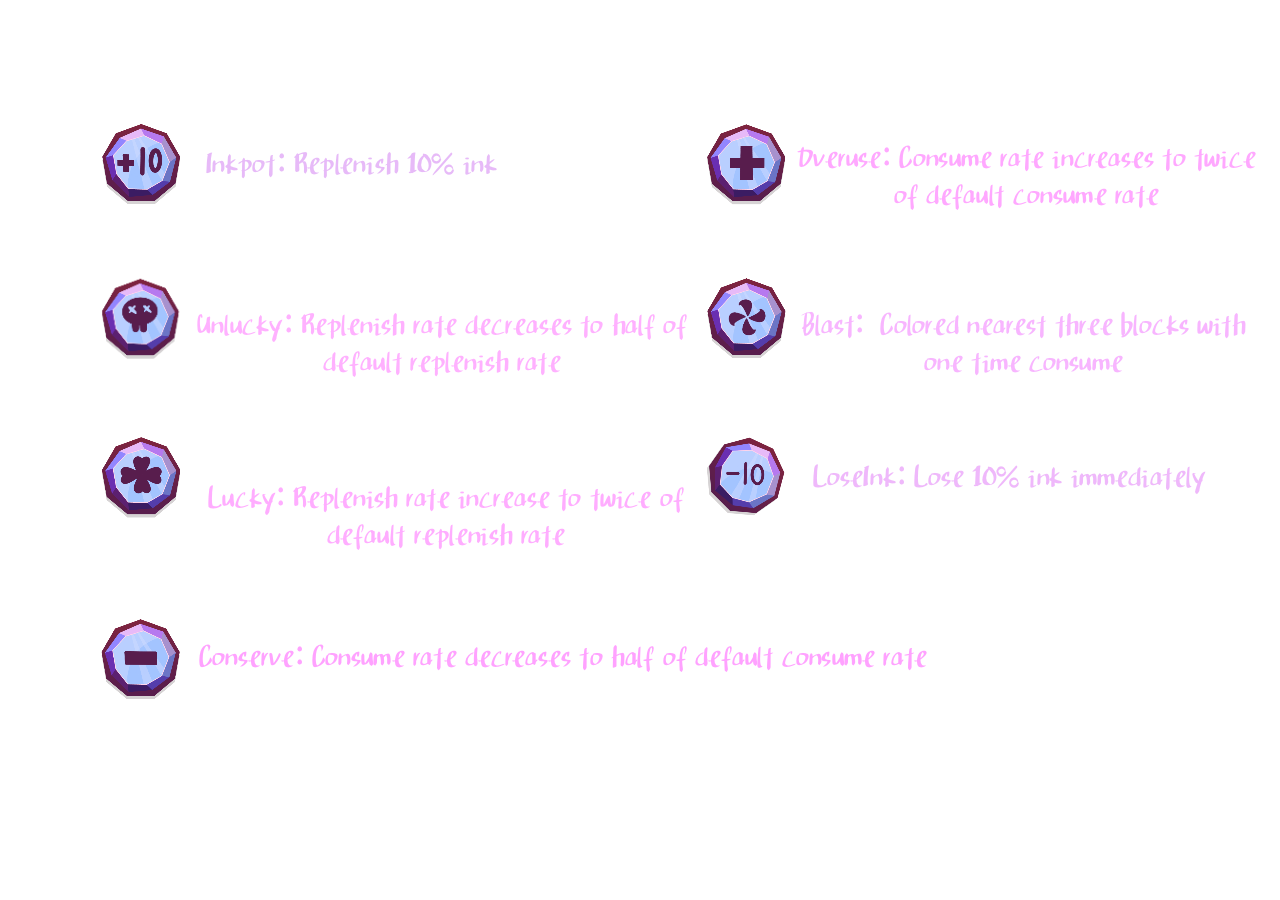 +10
Inkpot: Replenish 10% ink
Overuse: Consume rate increases to twice
of default consume rate
Unlucky: Replenish rate decreases to half of
default replenish rate
Blast: Colored nearest three blocks with
one time consume
Lucky: Replenish rate increase to twice of
default replenish rate
-10
LoseInk: Lose 10% ink immediately
Conserve: Consume rate decreases to half of default consume rate